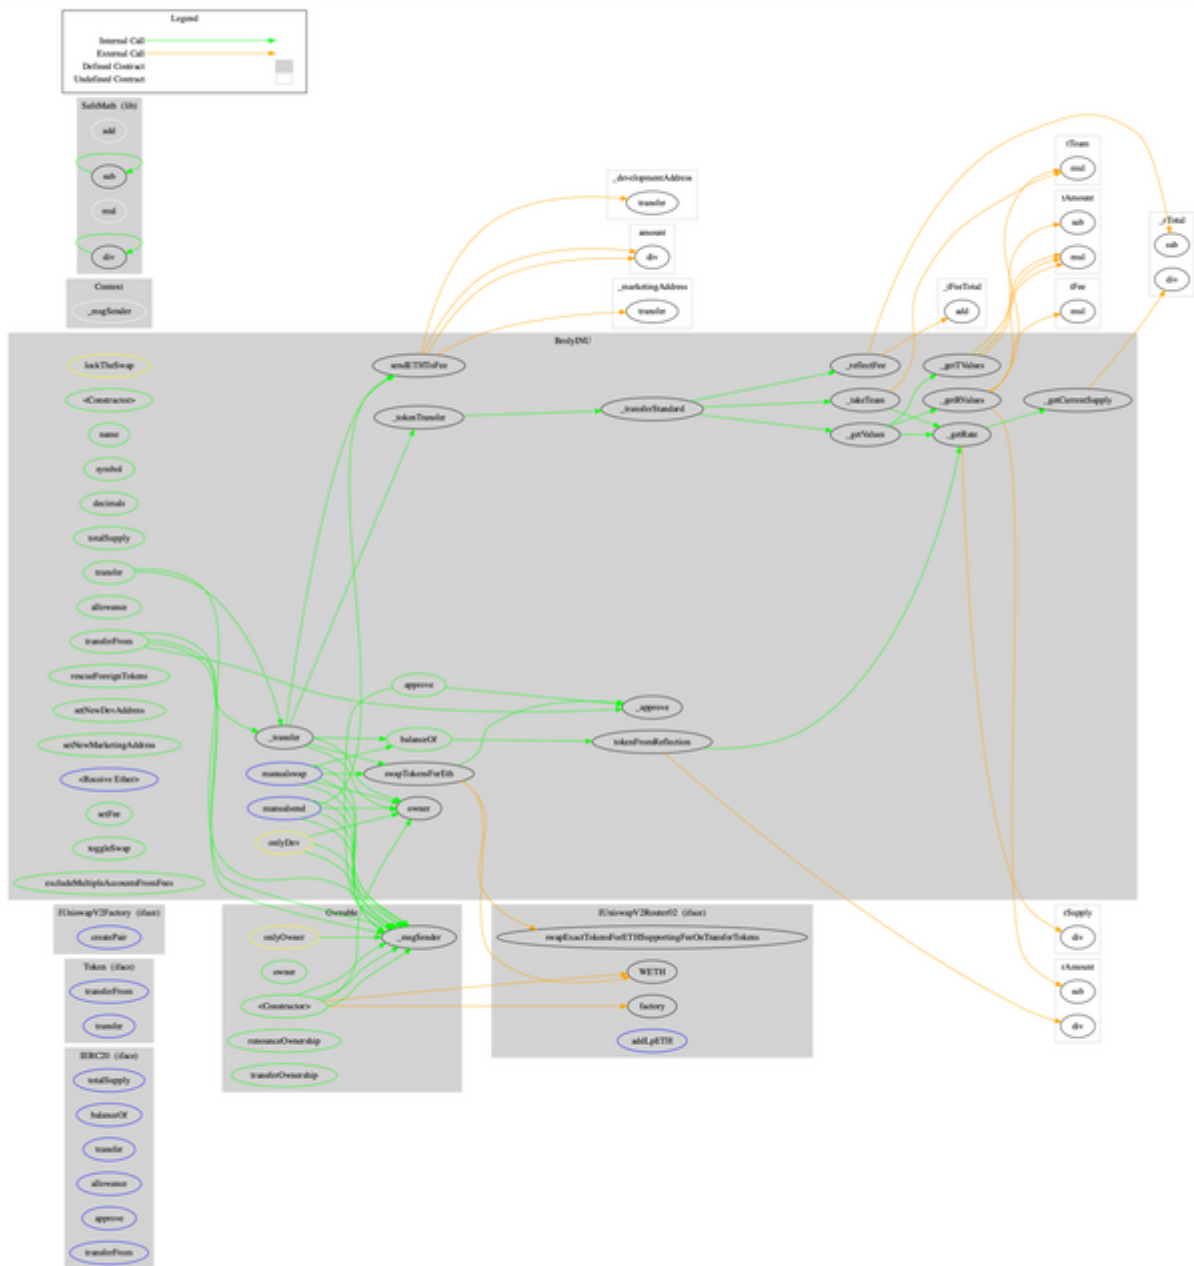 Legend
Internal Call
External Call
Defined Contract
Undefined Contract
SafeMath (lib)
add
sub
mul
div
Context
_msgSender
_developmentAddress
transfer
amount
div
_marketingAddress
transfer
_tFeeTotal
add
tTeam
mul
tAmount
sub
mul
tFee
mul
_tTotal
sub
div
BrolyINU
lockTheSwap
<Constructor>
name
symbol
decimals
totalSupply
transfer
allowance
transferFrom
rescueForeignTokens
setNewDevAddress
setNewMarketingAddress
<Receive Ether>
setFee
toggleSwap
excludeMultipleAccountsFromFees
_transfer
manualswap
manualsend
onlyDev
sendETHToFee
_tokenTransfer
approve
balanceOf
swapTokensForEth
owner
_transferStandard
_approve
tokenFromReflection
_reflectFee
_takeTeam
_getValues
_getTValues
_getRValues
_getRate
_getCurrentSupply
IUniswapV2Factory (iface)
createPair
Token (iface)
transferFrom
transfer
IERC20 (iface)
totalSupply
balanceOf
transfer
allowance
approve
transferFrom
Ownable
onlyOwner
owner
<Constructor>
renounceOwnership
transferOwnership
_msgSender
IUniswapV2Router02 (iface)
swapExactTokensForETHSupportingFeeOnTransferTokens
WETH
factory
addLpETH
rSupply
div
rAmount
sub
div